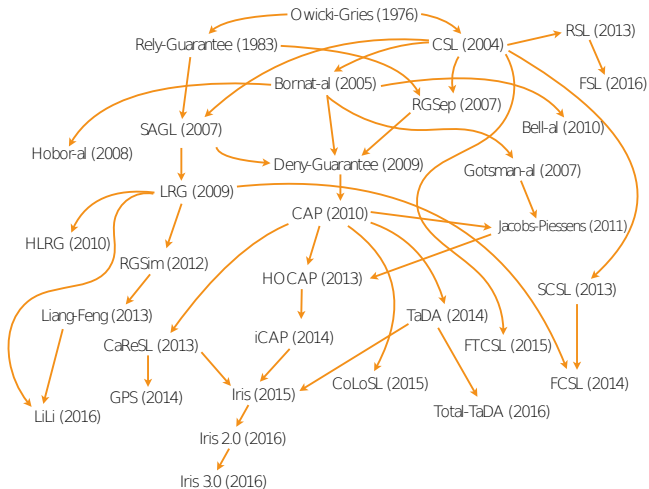 Owicki-Gries (1976)
Rely-Guarantee (1983)
CSL (2004)
RSL (2013)
Bornat-al (2005)
FSL (2016)
RGSep (2007)
SAGL (2007)
Bell-al (2010)
Hobor-al (2008)
Deny-Guarantee (2009)
Gotsman-al (2007)
LRG (2009)
CAP (2010)
Jacobs-Piessens (2011)
HLRG (2010)
RGSim (2012)
HOCAP (2013)
SCSL (2013)
Liang-Feng (2013)
TaDA (2014)
CaReSL (2013)
iCAP (2014)
FTCSL (2015)
GPS (2014)
Iris (2015)
CoLoSL (2015)
FCSL (2014)
LiLi (2016)
Total-TaDA (2016)
Iris 2.0 (2016)
Iris 3.0 (2016)